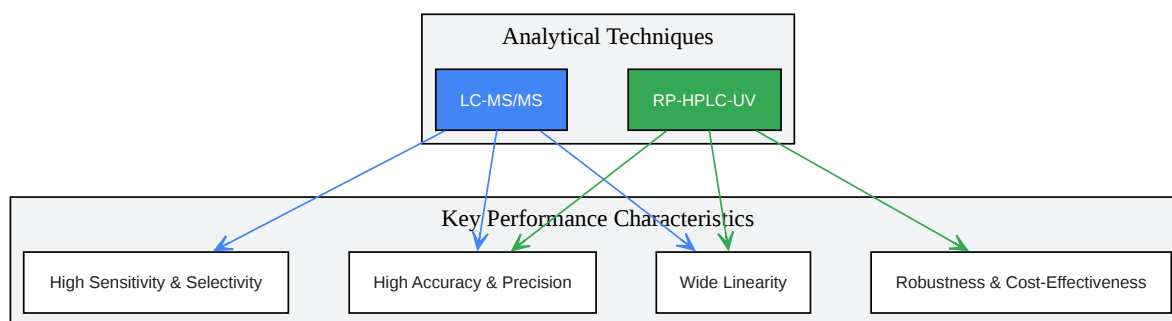 Analytical Techniques
LC-MS/MS
RP-HPLC-UV
Key Performance Characteristics
High Sensitivity & Selectivity
High Accuracy & Precision
Wide Linearity
Robustness & Cost-Effectiveness